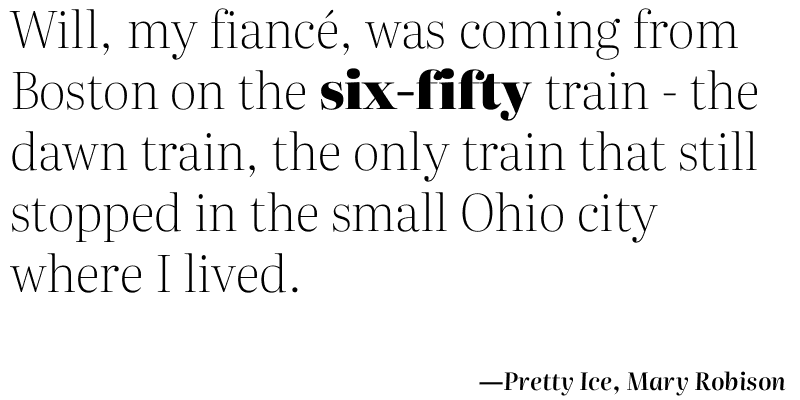 Will, my fiancé, was coming from
Boston on the six-fifty train - the
dawn train, the only train that still
stopped in the small Ohio city
where I lived.
—Pretty Ice, Mary Robison